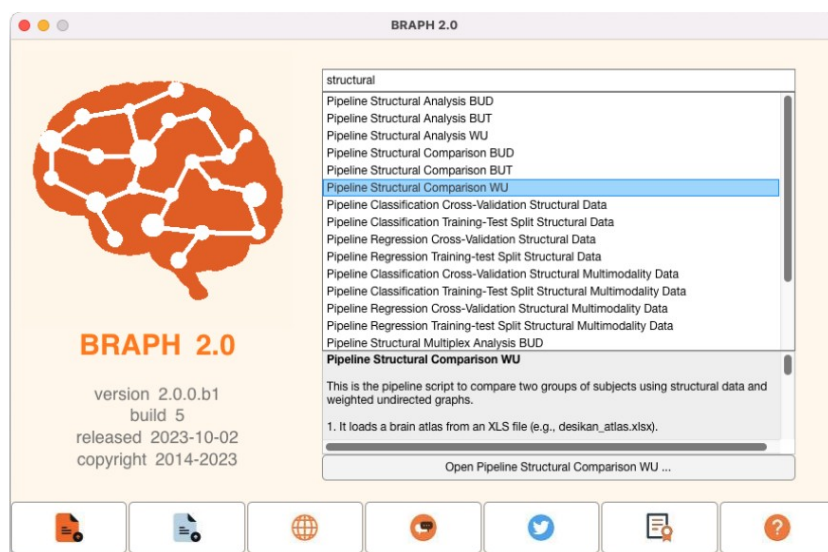 BRAPH 2.0
structural
Pipeline Structural Analysis BUD
Pipeline Structural Analysis BUT
Pipeline Structural Analysis WU
Pipeline Structural Comparison BUD
Pipeline Structural Comparison BUT
Pipeline Structural Comparison WU
Pipeline Classification Cross-Validation Structural Data
Pipeline Classification Training-Test Split Structural Data
Pipeline Regression Cross-Validation Structural Data
Pipeline Regression Training-test Split Structural Data
Pipeline Classification Cross-Validation Structural Multimodality Data
Pipeline Classification Training-Test Split Structural Multimodality Data
Pipeline Regression Cross-Validation Structural Multimodality Data
Pipeline Regression Training-test Split Structural Multimodality Data
Pipeline Structural Multiplex Analysis BUD
Pipeline Structural Comparison WU
This is the pipeline script to compare two groups of subjects using structural data and
weighted undirected graphs.
1. It loads a brain atlas from an XLS file (e.g., desikan_atlas.xlsx).
Open Pipeline Structural Comparison WU ...
BRAPH 2.0
version 2.0.0.b1
build 5
released 2023-10-02
copyright 2014-2023
?